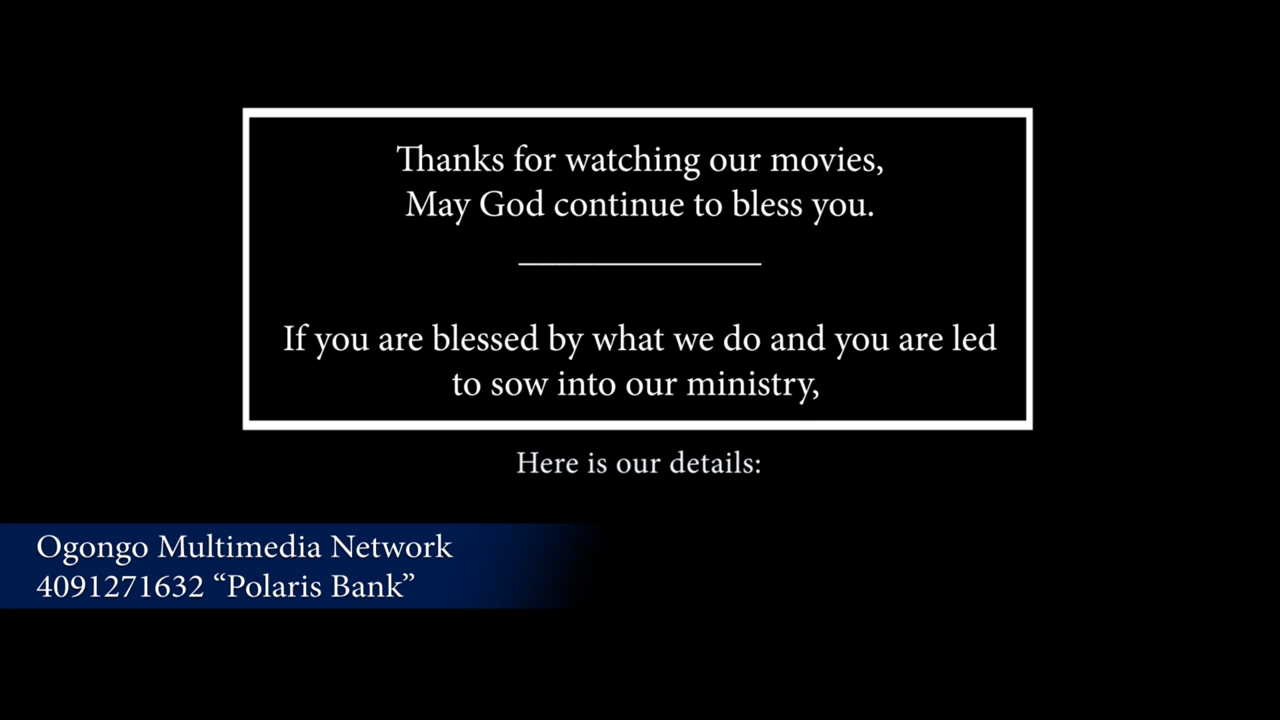 Thanks for watching our movies,
May God continue to bless you.
If you are blessed by what we do and you are led
to sow into our ministry,
Here is our details:
Ogongo Multimedia Network
4091271632 “Polaris Bank”